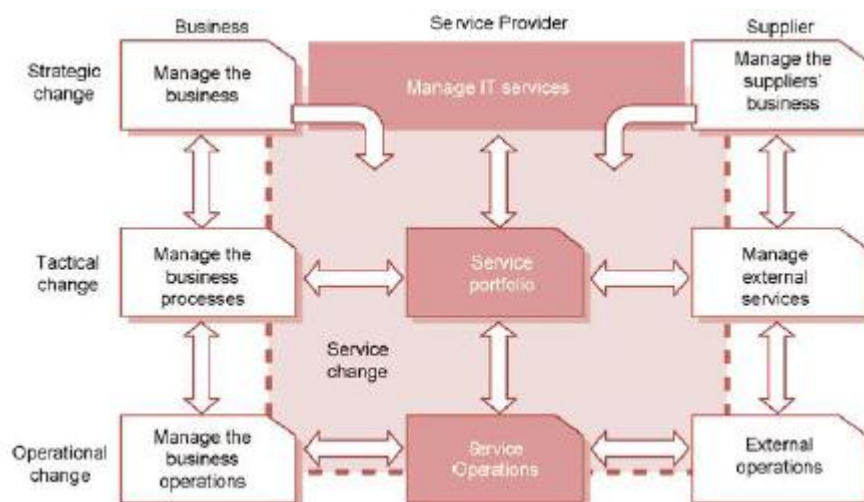 Business
Service Provider
Supplier
Strategic
change
Manage the
business
Manage IT services
Manage the
suppliers'
business
Tactical
change
Manage the
business
processes
Service
portfolio
Manage
external
services
Service
change
Operational
change
Manage the
business
operations
Service
Operations
External
operations